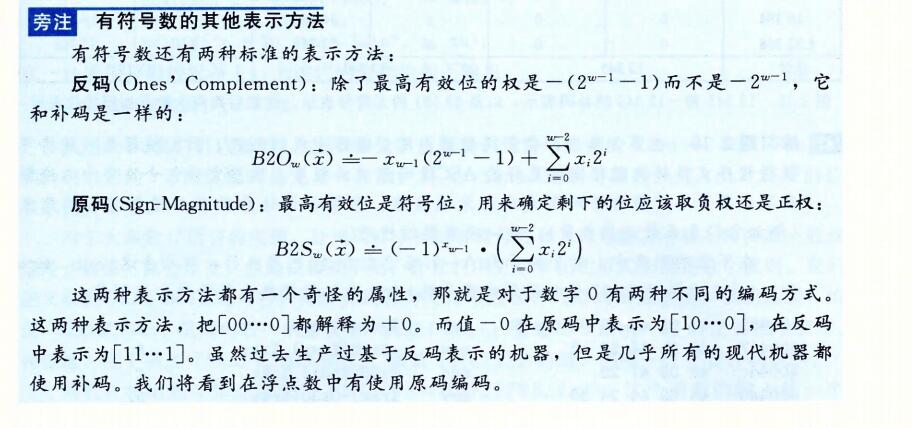 旁注 有符号数的其他表示方法
有符号数还有两种标准的表示方法：
反码(Ones’ Complement)：除了最高有效位的权是−(2^{w−1}−1)而不是−2^{w−1}，它
和补码是一样的：
B2O_w(x⃗) ≐ −x_{w−1}(2^{w−1}−1) + ∑_{i=0}^{w−2} x_i 2^i
原码(Sign-Magnitude)：最高有效位是符号位，用来确定剩下的位应该取负权还是正权：
B2S_w(x⃗) ≐ (−1)^{x_{w−1}} · (∑_{i=0}^{w−2} x_i 2^i)
这两种表示方法都有一个奇怪的属性，那就是对于数字 0 有两种不同的编码方式。
这两种表示方法，把[00⋯0]都解释为+0。而值−0在原码中表示为[10⋯0]，在反码
中表示为[11⋯1]。虽然过去生产过基于反码表示的机器，但是几乎所有的现代机器都
使用补码。我们将看到在浮点数中有使用原码编码。